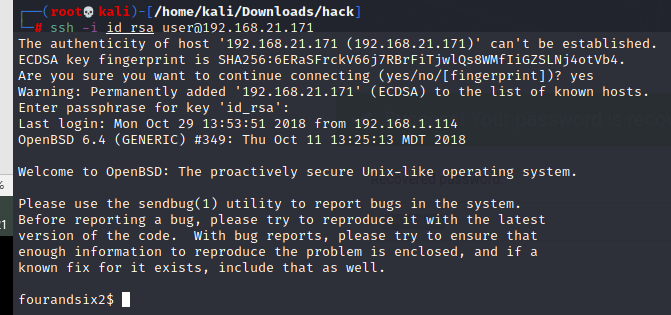 ┌──(root💀kali)-[/home/kali/Downloads/hack]
└─# ssh -i id_rsa user@192.168.21.171
The authenticity of host '192.168.21.171 (192.168.21.171)' can't be established.
ECDSA key fingerprint is SHA256:6ERaSFrckV66j7RBrFiTjwlQs8WMfIiGZSLNj4otVb4.
Are you sure you want to continue connecting (yes/no/[fingerprint])? yes
Warning: Permanently added '192.168.21.171' (ECDSA) to the list of known hosts.
Enter passphrase for key 'id_rsa':
Last login: Mon Oct 29 13:53:51 2018 from 192.168.1.114
OpenBSD 6.4 (GENERIC) #349: Thu Oct 11 13:25:13 MDT 2018
Welcome to OpenBSD: The proactively secure Unix-like operating system.
Please use the sendbug(1) utility to report bugs in the system.
Before reporting a bug, please try to reproduce it with the latest
version of the code.  With bug reports, please try to ensure that
enough information to reproduce the problem is enclosed, and if a
known fix for it exists, include that as well.
fourandsix2$